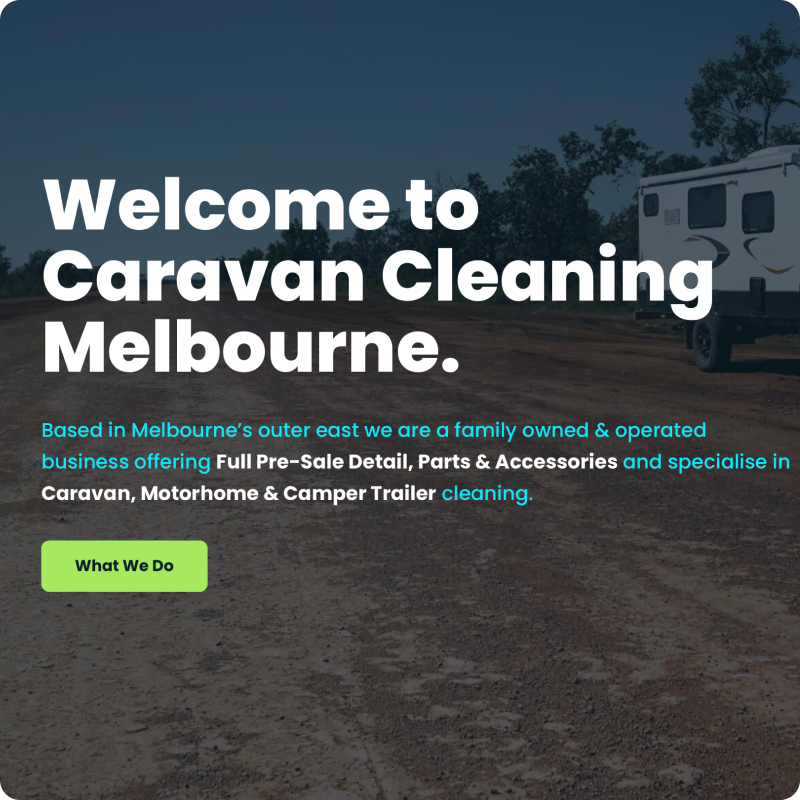 Welcome to
Caravan Cleaning
Melbourne.
Based in Melbourne’s outer east we are a family owned & operated
business offering Full Pre-Sale Detail, Parts & Accessories and specialise in
Caravan, Motorhome & Camper Trailer cleaning.
What We Do